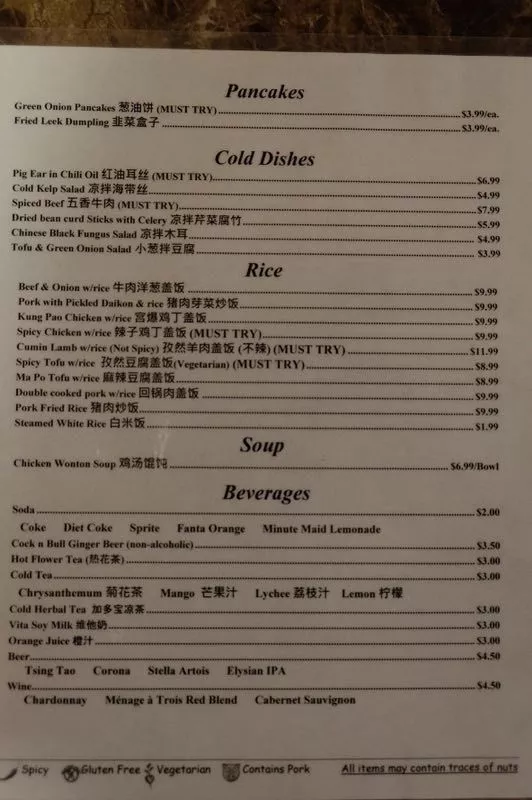 Pancakes
Green Onion Pancakes 葱油饼 (MUST TRY) $3.99/ea.
Fried Leek Dumpling 韭菜盒子 $3.99/ea.
Cold Dishes
Pig Ear in Chili Oil 红油耳丝 (MUST TRY) $6.99
Cold Kelp Salad 凉拌海带丝 $4.99
Spiced Beef 五香牛肉 (MUST TRY) $7.99
Dried bean curd Sticks with Celery 凉拌芹菜腐竹 $5.99
Chinese Black Fungus Salad 凉拌木耳 $4.99
Tofu & Green Onion Salad 小葱拌豆腐 $3.99
Rice
Beef & Onion w/rice 牛肉洋葱盖饭 $9.99
Pork with Pickled Daikon & rice 猪肉芽菜炒饭 $9.99
Kung Pao Chicken w/rice 宫爆鸡丁盖饭 $9.99
Spicy Chicken w/rice 辣子鸡丁盖饭 (MUST TRY) $9.99
Cumin Lamb w/rice (Not Spicy) 孜然羊肉盖饭 (不辣) (MUST TRY) $11.99
Spicy Tofu w/rice 孜然豆腐盖饭(Vegetarian) (MUST TRY) $8.99
Ma Po Tofu w/rice 麻辣豆腐盖饭 $8.99
Double cooked pork w/rice 回锅肉盖饭 $9.99
Pork Fried Rice 猪肉炒饭 $9.99
Steamed White Rice 白米饭 $1.99
Soup
Chicken Wonton Soup 鸡汤馄饨 $6.99/Bowl
Beverages
Soda $2.00
Coke Diet Coke Sprite Fanta Orange Minute Maid Lemonade
Cock n Bull Ginger Beer (non-alcoholic) $3.50
Hot Flower Tea (热花茶) $3.00
Cold Tea $3.00
Chrysanthemum 菊花茶 Mango 芒果汁 Lychee 荔枝汁 Lemon 柠檬
Cold Herbal Tea 加多宝凉茶 $3.00
Vita Soy Milk 维他奶 $3.00
Orange Juice 橙汁 $3.00
Beer $4.50
Tsing Tao Corona Stella Artois Elysian IPA
Wine $4.50
Chardonnay Ménage à Trois Red Blend Cabernet Sauvignon
Spicy Gluten Free Vegetarian Contains Pork All items may contain traces of nuts